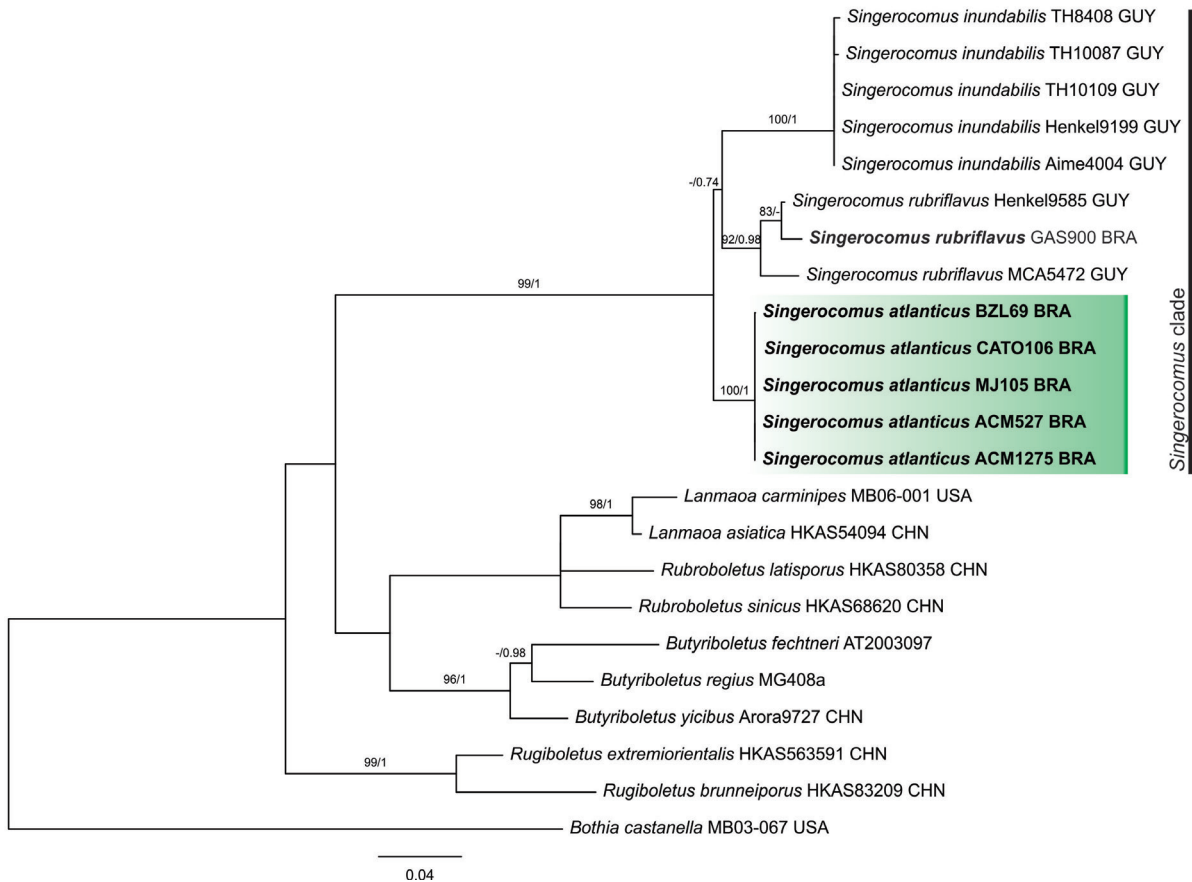 Singerocomus inundabilis TH8408 GUY
Singerocomus inundabilis TH10087 GUY
Singerocomus inundabilis TH10109 GUY
100/1
Singerocomus inundabilis Henkel9199 GUY
Singerocomus inundabilis Aime4004 GUY
-/0.74
Singerocomus rubriflavus Henkel9585 GUY
83/-
92/0.98
Singerocomus rubriflavus GAS900 BRA
Singerocomus rubriflavus MCA5472 GUY
99/1
Singerocomus atlanticus BZL69 BRA
Singerocomus atlanticus CATO106 BRA
Singerocomus atlanticus MJ105 BRA
100/1
Singerocomus atlanticus ACM527 BRA
Singerocomus atlanticus ACM1275 BRA
Singerocomus clade
Lanmaoa carminipes MB06-001 USA
98/1
Lanmaoa asiatica HKAS54094 CHN
Rubroboletus latisporus HKAS80358 CHN
Rubroboletus sinicus HKAS68620 CHN
Butyriboletus fechtneri AT2003097
-/0.98
Butyriboletus regius MG408a
96/1
Butyriboletus yicibus Arora9727 CHN
Rugiboletus extremiorientalis HKAS563591 CHN
99/1
Rugiboletus brunneiporus HKAS83209 CHN
Bothia castanella MB03-067 USA
0.04